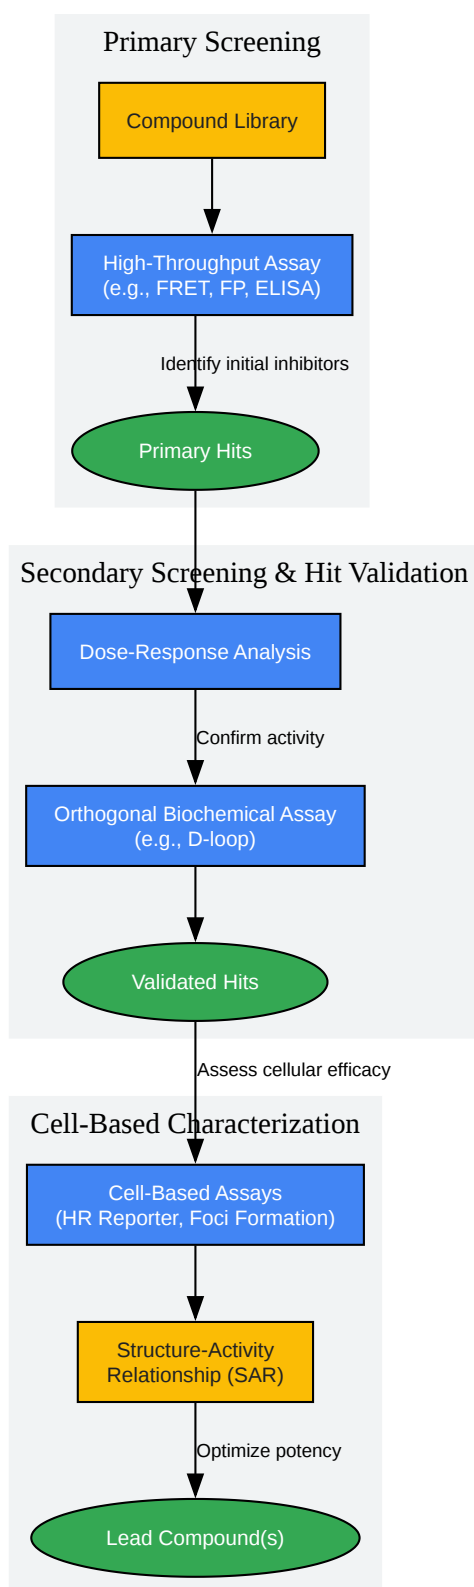 Primary Screening
Compound Library
High-Throughput Assay
(e.g., FRET, FP, ELISA)
Identify initial inhibitors
Primary Hits
Secondary Screening & Hit Validation
Dose-Response Analysis
Confirm activity
Orthogonal Biochemical Assay
(e.g., D-loop)
Validated Hits
Assess cellular efficacy
Cell-Based Characterization
Cell-Based Assays
(HR Reporter, Foci Formation)
Structure-Activity
Relationship (SAR)
Optimize potency
Lead Compound(s)